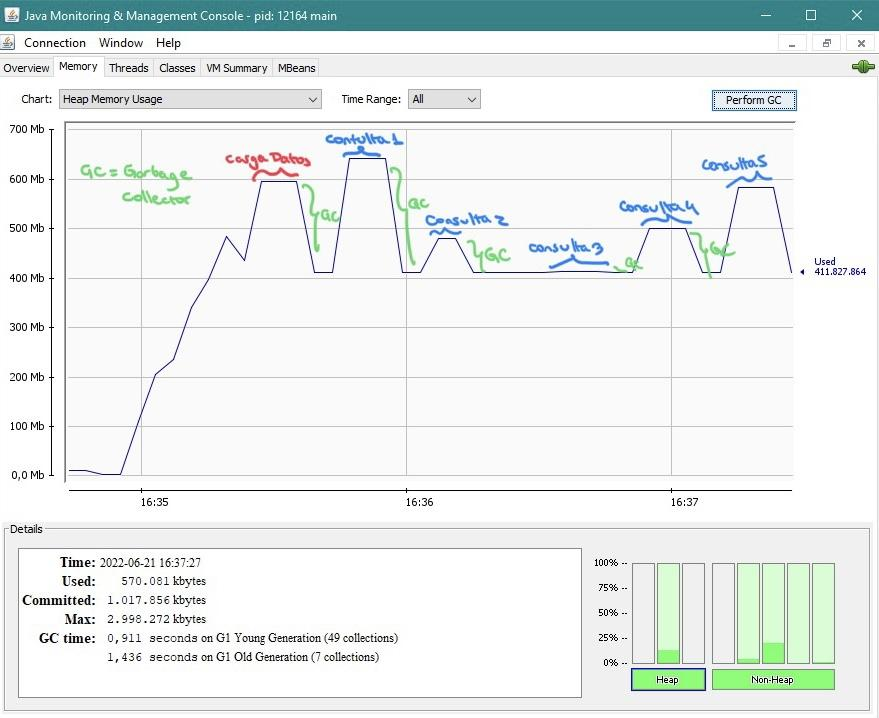 Java Monitoring & Management Console - pid: 12164 main
Connection Window Help
Overview Memory Threads Classes VM Summary MBeans
Chart: Heap Memory Usage Time Range: All Perform GC
700 Mb
600 Mb
500 Mb
400 Mb
300 Mb
200 Mb
100 Mb
0,0 Mb
GC = Garbage
Collector
Carga Datos
GC
Consulta 1
GC
Consulta 2
GC
consulta 3
GC
Consulta 4
GC
Consulta 5
Used
411.827.864
16:35 16:36 16:37
Details
Time: 2022-06-21 16:37:27
Used: 570.081 kbytes
Committed: 1.017.856 kbytes
Max: 2.998.272 kbytes
GC time: 0,911 seconds on G1 Young Generation (49 collections)
1,436 seconds on G1 Old Generation (7 collections)
100% --
75% --
50% --
25% --
0% --
Heap Non-Heap